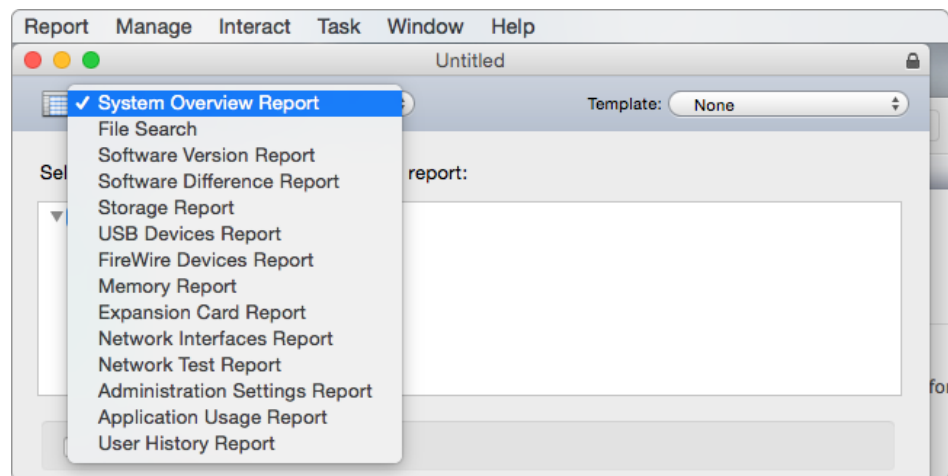 Report Manage Interact Task Window Help
Untitled
✓ System Overview Report
Template: None
File Search
Software Version Report
Sel report:
Software Difference Report
Storage Report
USB Devices Report
FireWire Devices Report
Memory Report
Expansion Card Report
Network Interfaces Report
Network Test Report
Administration Settings Report
fo
Application Usage Report
User History Report